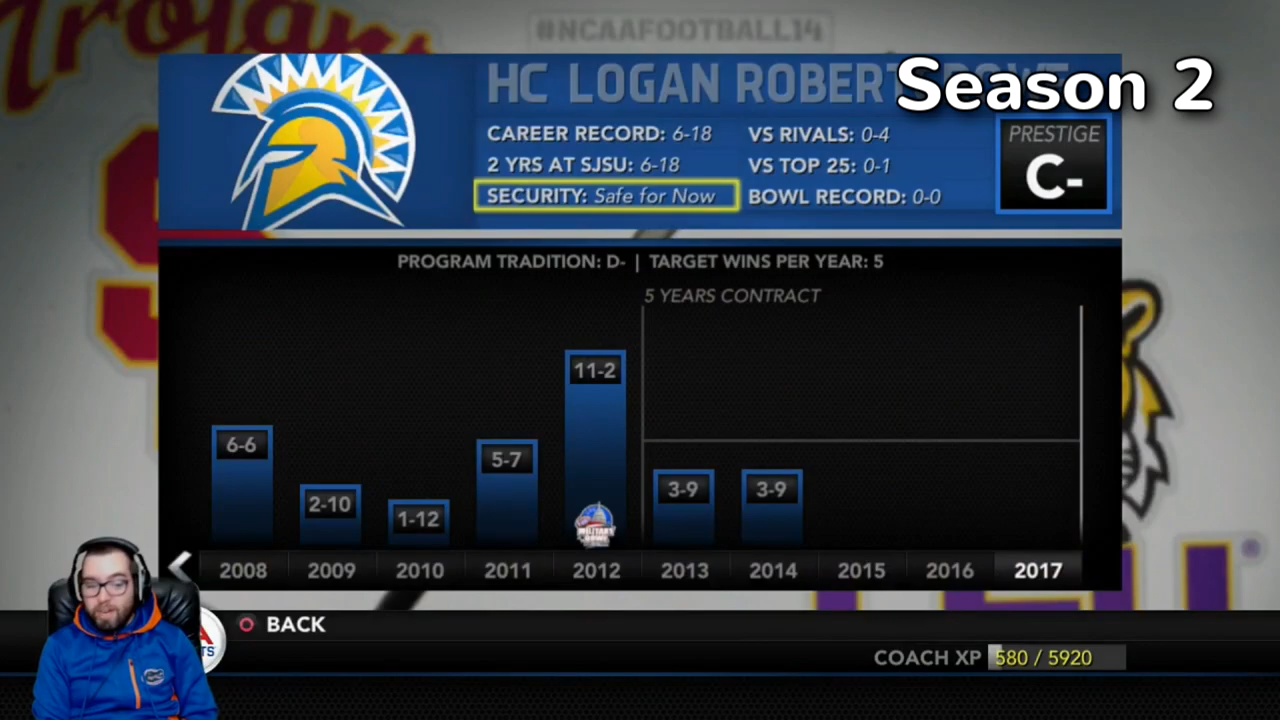 Trojans
#NCAAFOOTBALL14
HC LOGAN ROBERT
Season 2
CAREER RECORD: 6-18
VS RIVALS: 0-4
PRESTIGE
C-
2 YRS AT SJSU: 6-18
VS TOP 25: 0-1
SECURITY: Safe for Now
BOWL RECORD: 0-0
PROGRAM TRADITION: D- | TARGET WINS PER YEAR: 5
5 YEARS CONTRACT
11-2
6-6
5-7
3-9
3-9
2-10
1-12
MILITARY BOWL
2008 2009 2010 2011 2012 2013 2014 2015 2016 2017
BACK
COACH XP 580 / 5920